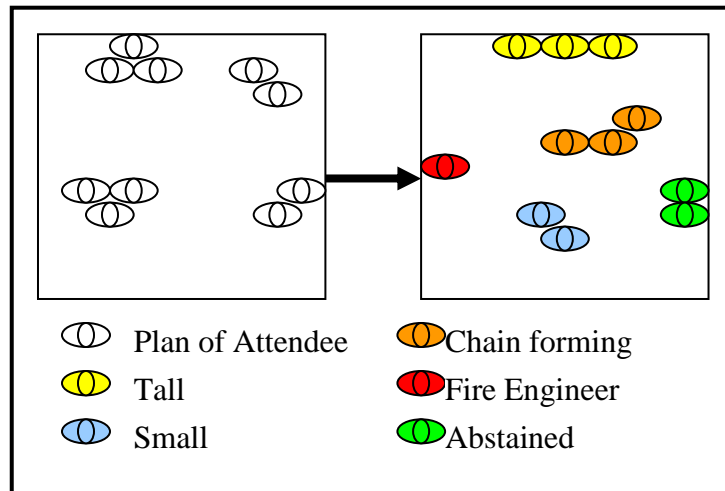 Plan of Attendee
Chain forming
Tall
Fire Engineer
Small
Abstained